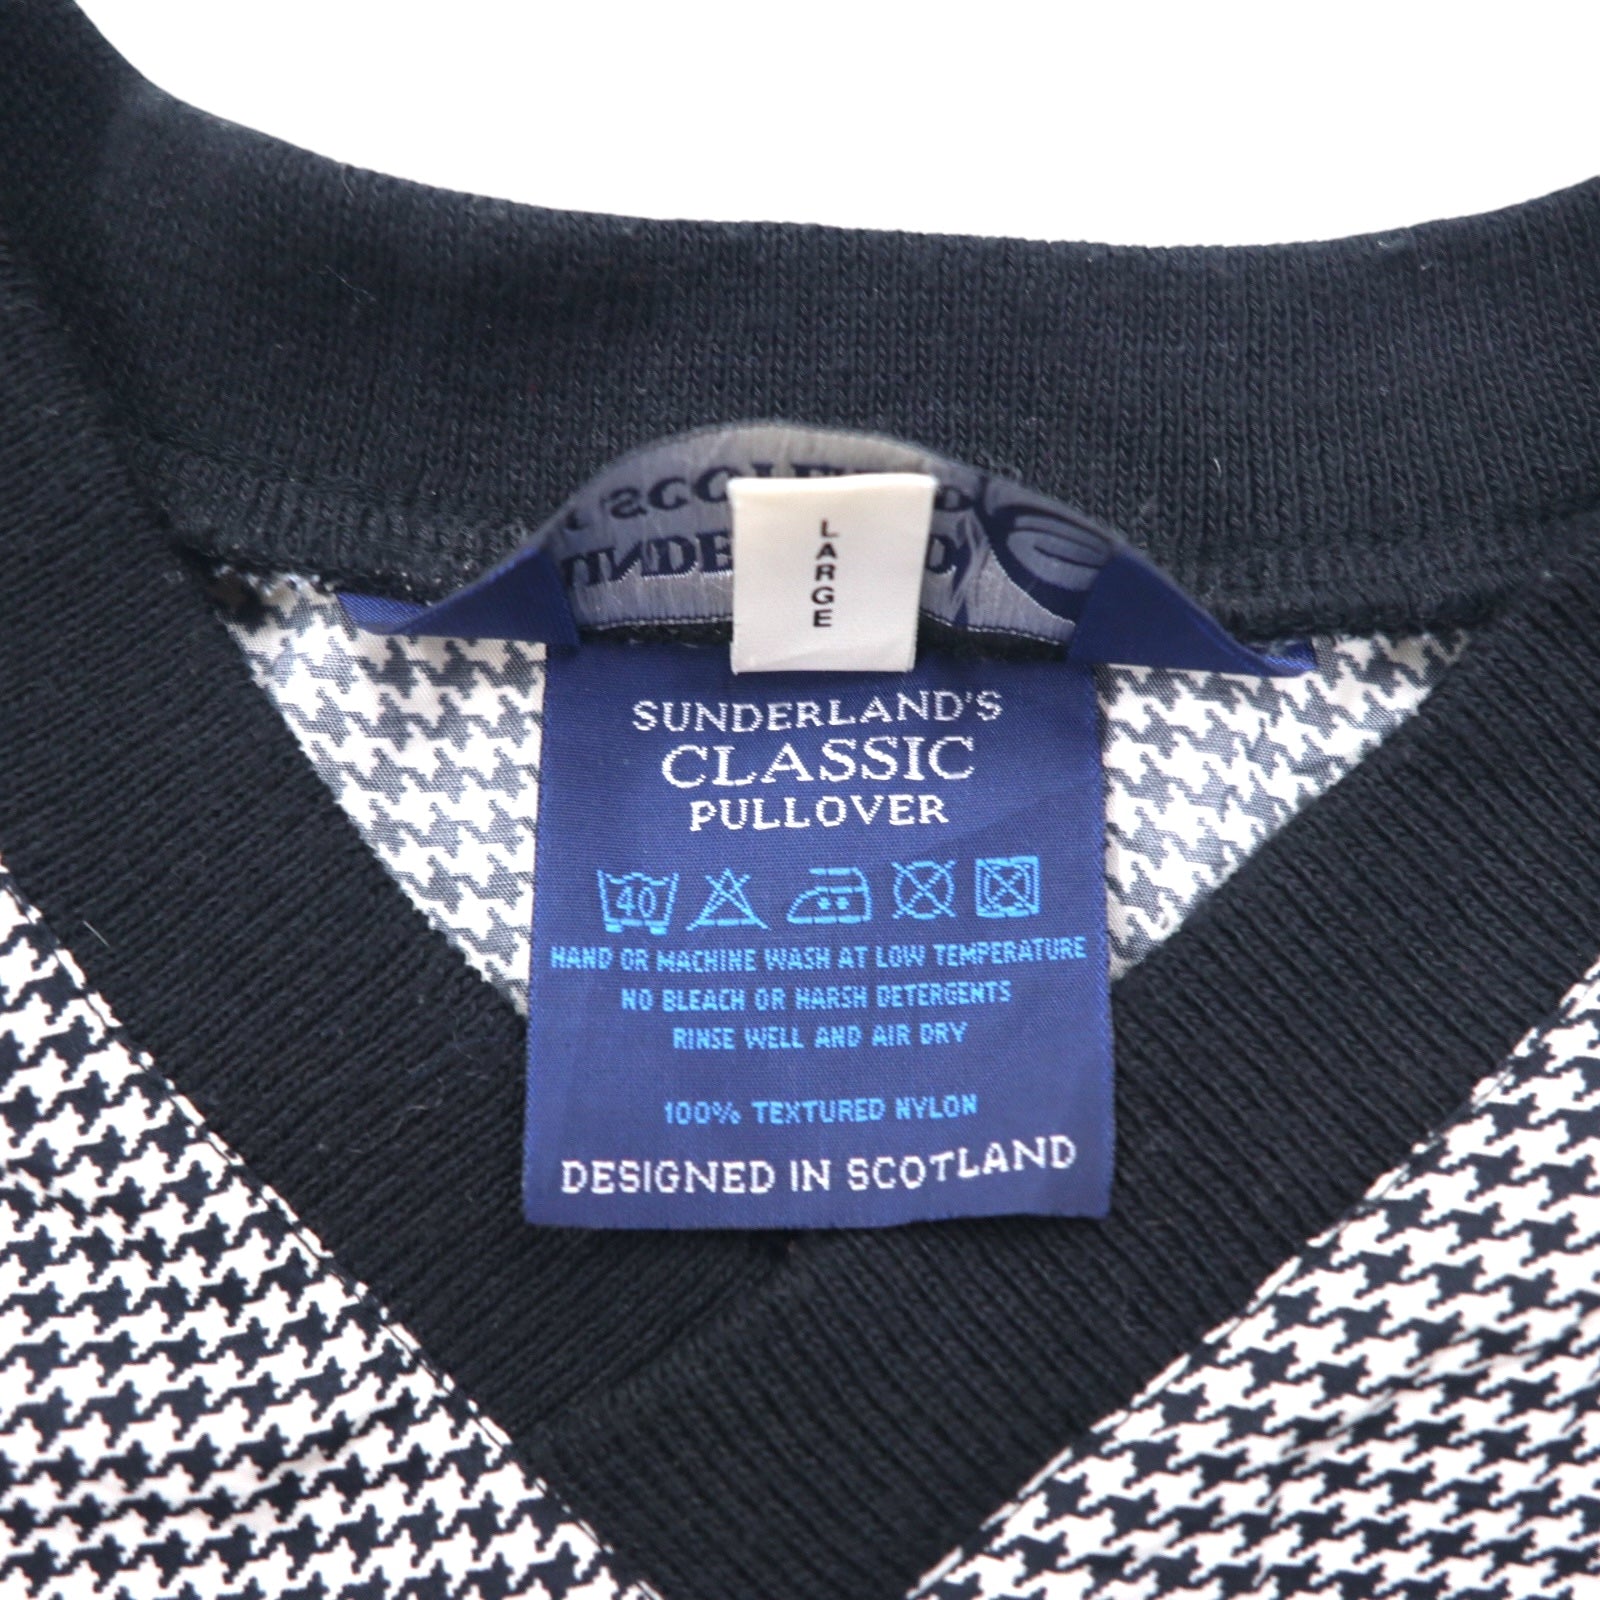 LARGE
SUNDERLAND'S
CLASSIC
PULLOVER
40
HAND OR MACHINE WASH AT LOW TEMPERATURE
NO BLEACH OR HARSH DETERGENTS
RINSE WELL AND AIR DRY
100% TEXTURED NYLON
DESIGNED IN SCOTLAND